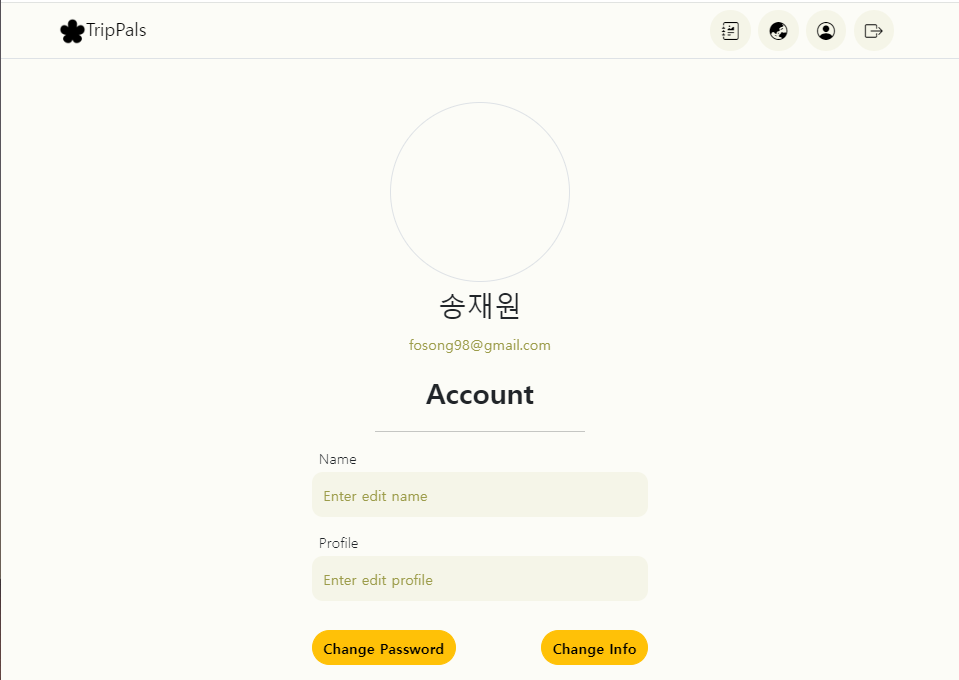 TripPals
송재원
fosong98@gmail.com
Account
Name
Enter edit name
Profile
Enter edit profile
Change Password
Change Info